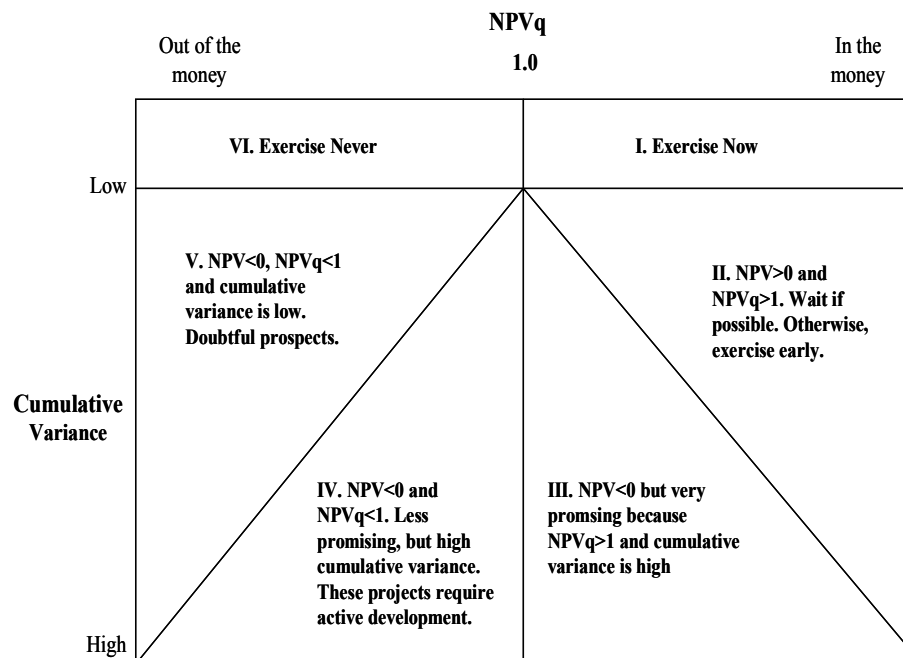 NPVq
Out of the
money
1.0
In the
money
VI. Exercise Never
I. Exercise Now
Low
V. NPV<0, NPVq<1
and cumulative
variance is low.
Doubtful prospects.
II. NPV>0 and
NPVq>1. Wait if
possible. Otherwise,
exercise early.
Cumulative
Variance
IV. NPV<0 and
NPVq<1. Less
promising, but high
cumulative variance.
These projects require
active development.
III. NPV<0 but very
promsing because
NPVq>1 and cumulative
variance is high
High